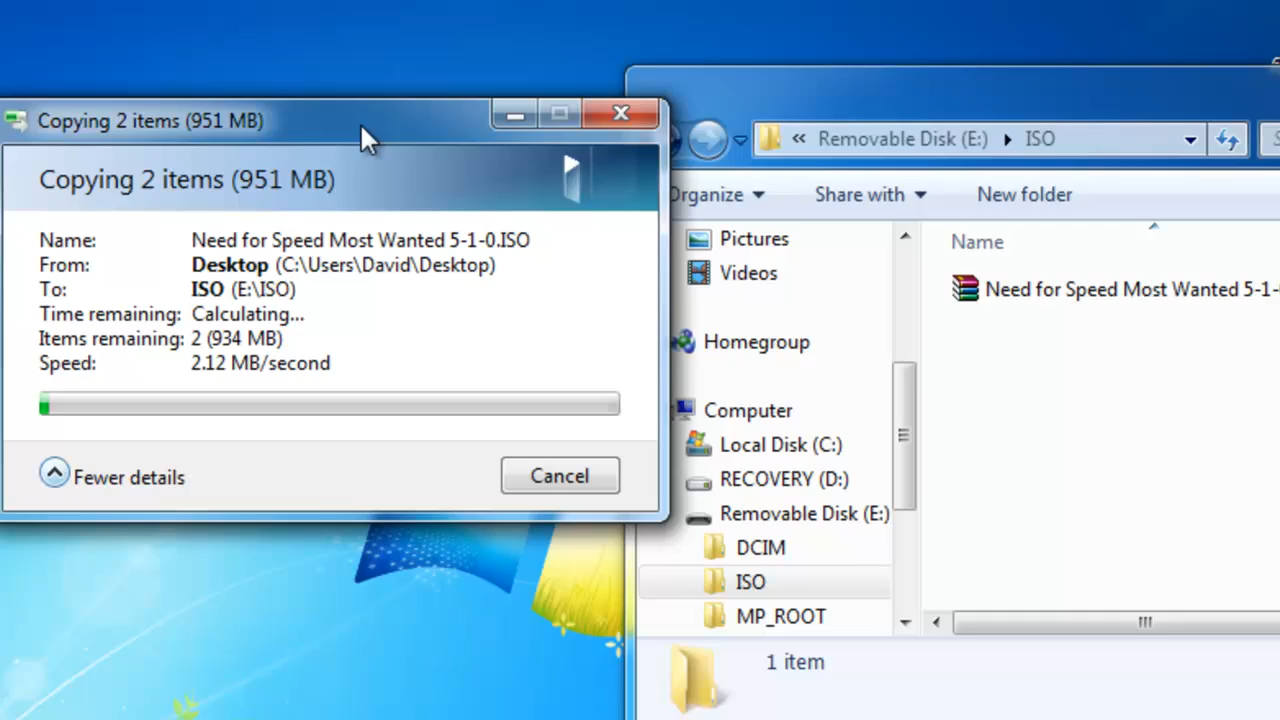 Copying 2 items (951 MB)
Copying 2 items (951 MB)
Name: Need for Speed Most Wanted 5-1-0.ISO
From: Desktop (C:\Users\David\Desktop)
To: ISO (E:\ISO)
Time remaining: Calculating...
Items remaining: 2 (934 MB)
Speed: 2.12 MB/second
Fewer details
Cancel
« Removable Disk (E:) ISO
Organize Share with New folder
Pictures
Videos
Homegroup
Computer
Local Disk (C:)
RECOVERY (D:)
Removable Disk (E:)
DCIM
ISO
MP_ROOT
Name
Need for Speed Most Wanted 5-1-
1 item